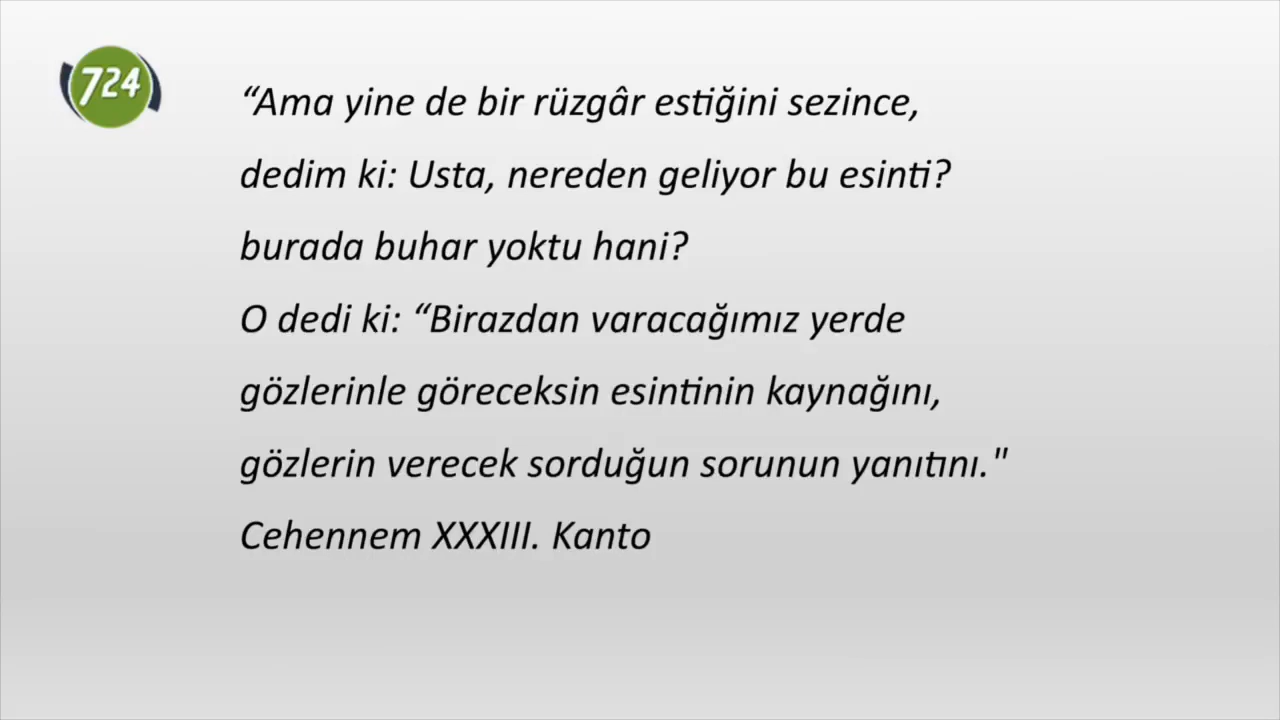 724
“Ama yine de bir rüzgâr estiğini sezince,
dedim ki: Usta, nereden geliyor bu esinti?
burada buhar yoktu hani?
O dedi ki: “Birazdan varacağımız yerde
gözlerinle göreceksin esintinin kaynağını,
gözlerin verecek sorduğun sorunun yanıtını."
Cehennem XXXIII. Kanto